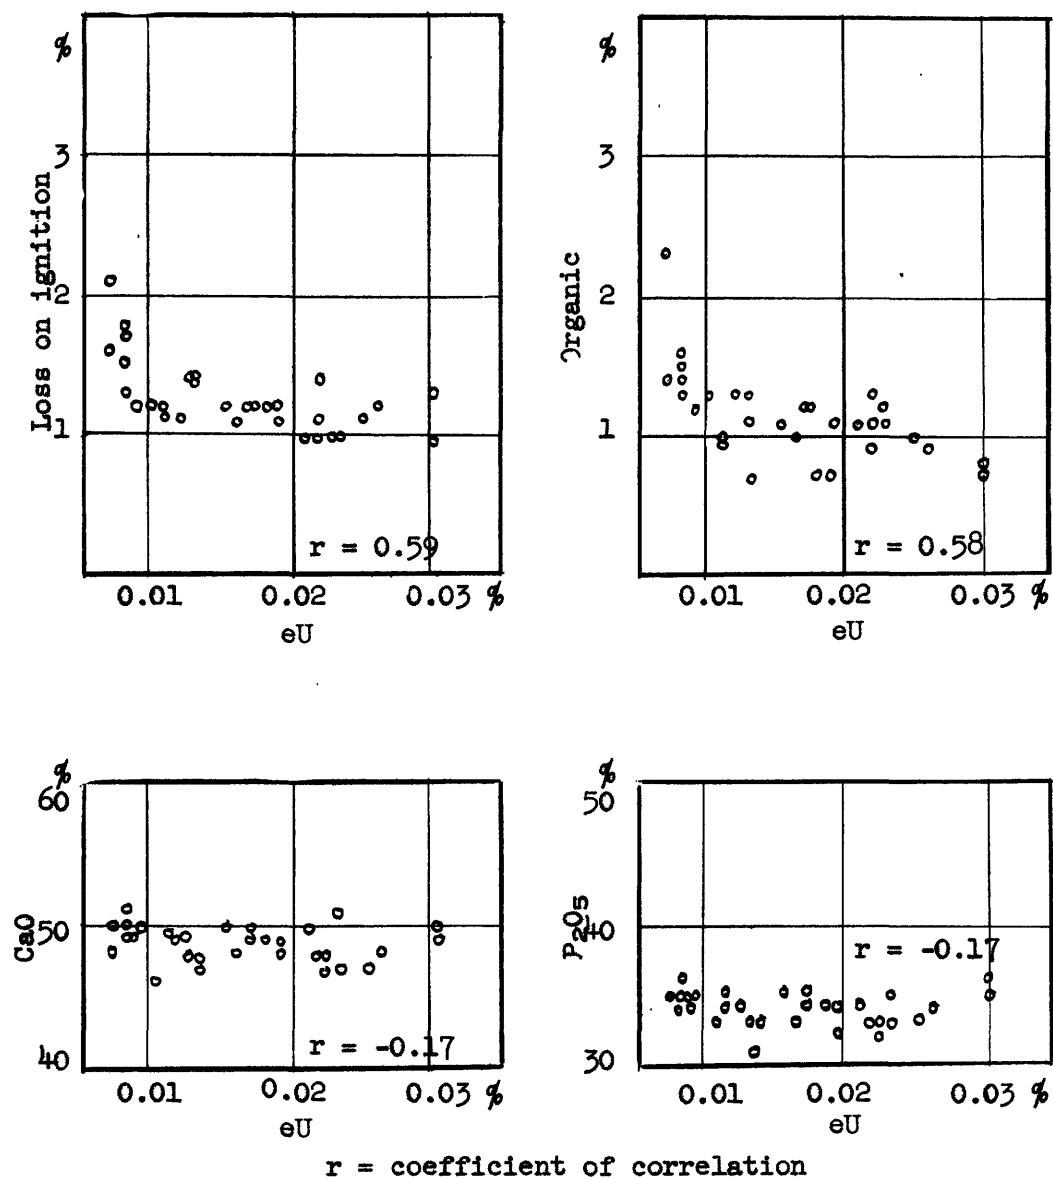 %
3
2
1
Loss on ignition
r = 0.59
0.01 0.02 0.03 %
eU
%
3
2
1
Organic
r = 0.58
0.01 0.02 0.03 %
eU
%
60
50
40
CaO
r = -0.17
0.01 0.02 0.03 %
eU
%
50
40
30
P2O5
r = -0.17
0.01 0.02 0.03 %
eU
r = coefficient of correlation